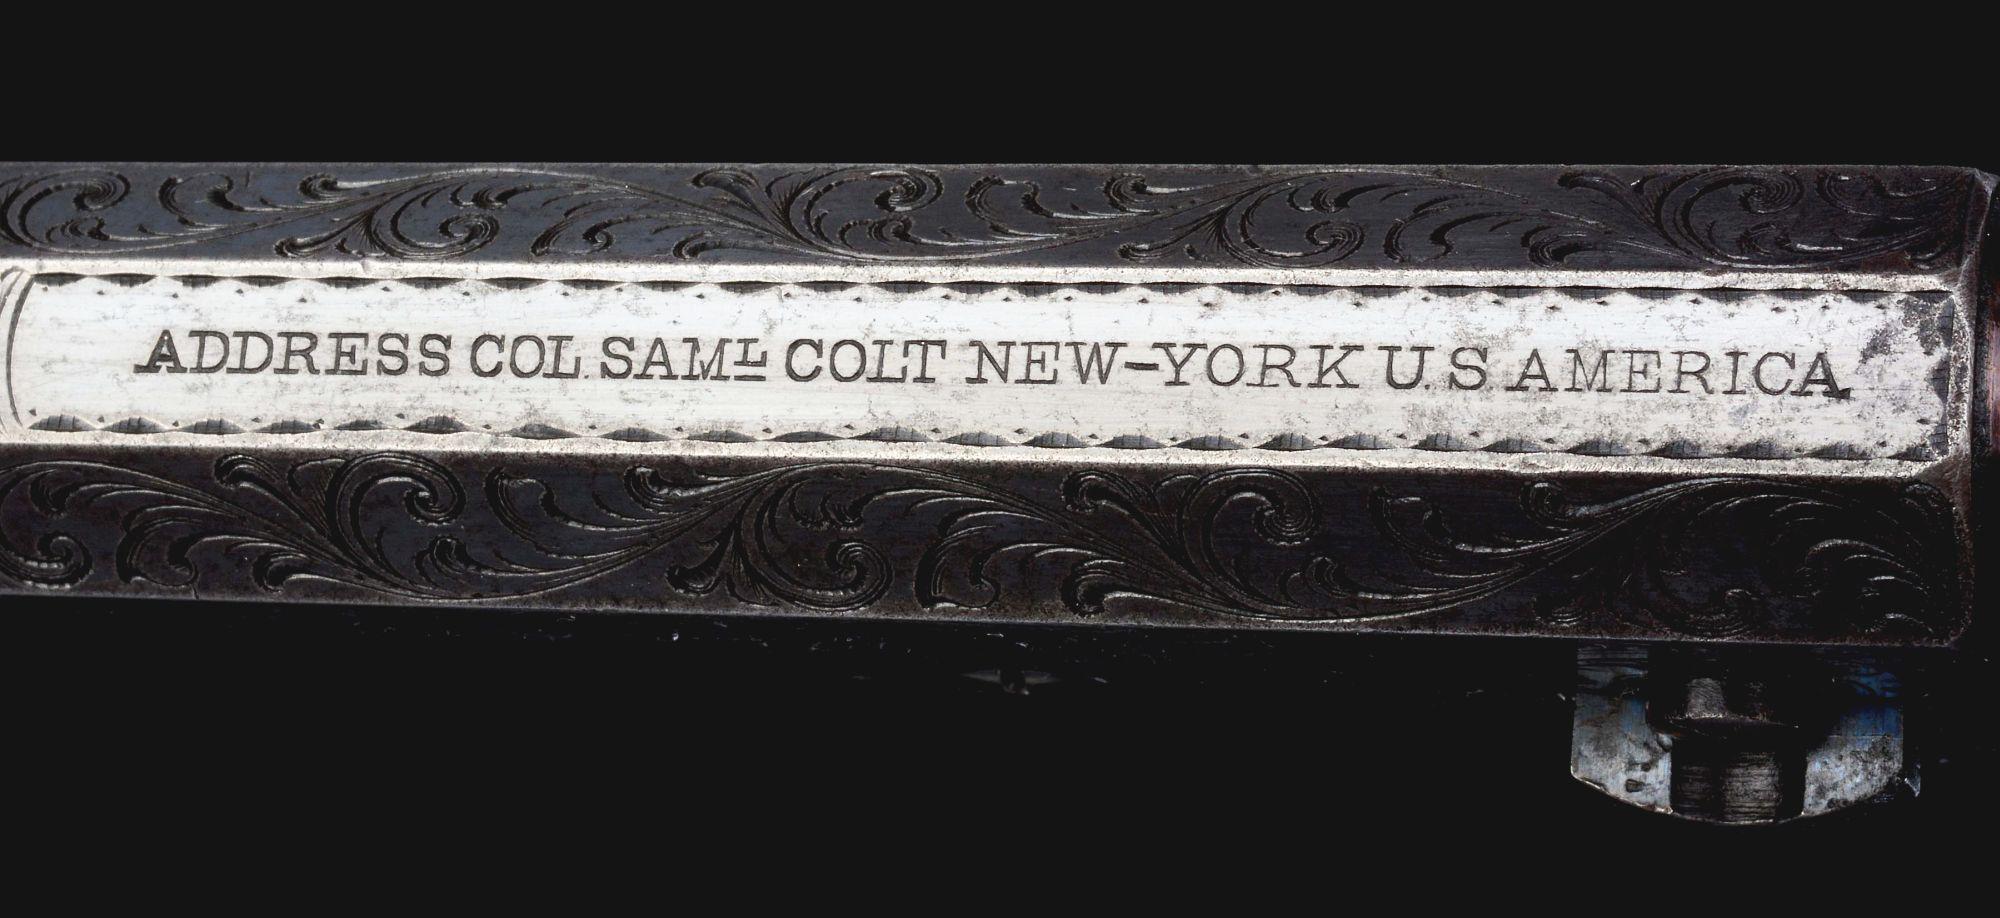 ADDRESS COL. SAMᴸ COLT NEW-YORK U.S AMERICA.